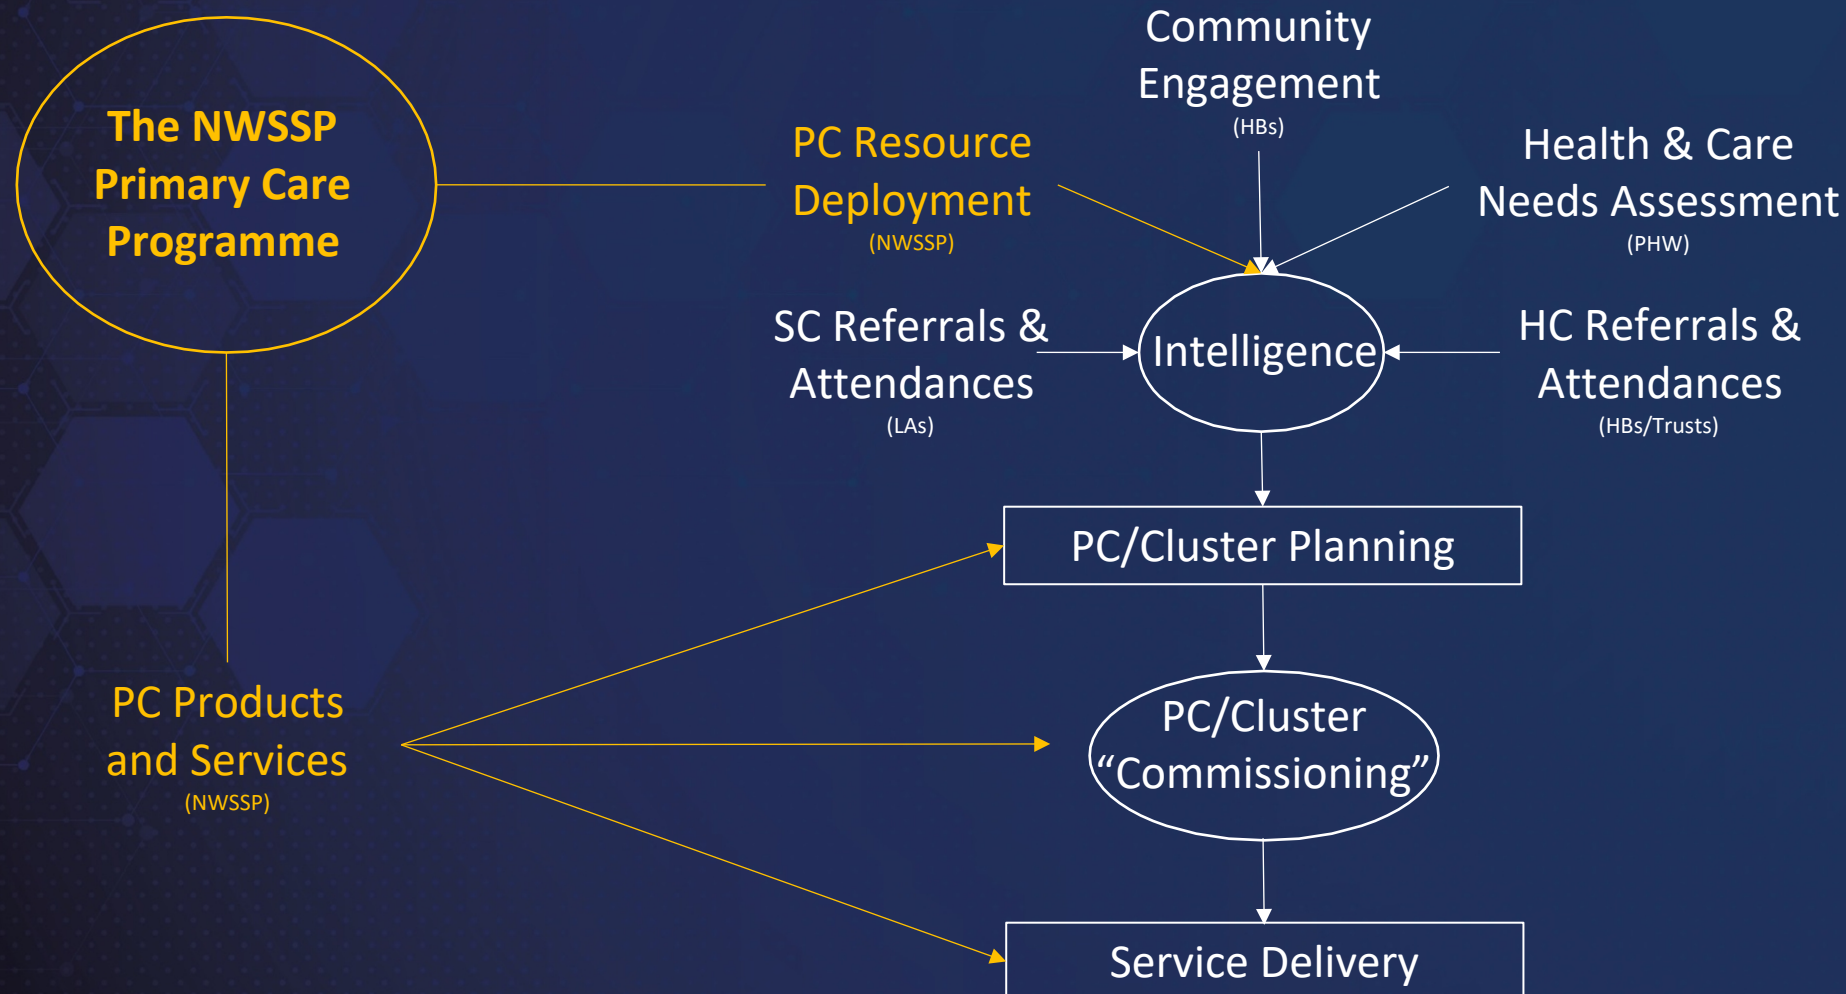 The NWSSP
Primary Care
Programme
Community
Engagement
(HBs)
PC Resource
Deployment
(NWSSP)
Health & Care
Needs Assessment
(PHW)
SC Referrals &
Attendances
(LAs)
Intelligence
HC Referrals &
Attendances
(HBs/Trusts)
PC/Cluster Planning
PC Products
and Services
(NWSSP)
PC/Cluster
“Commissioning”
Service Delivery